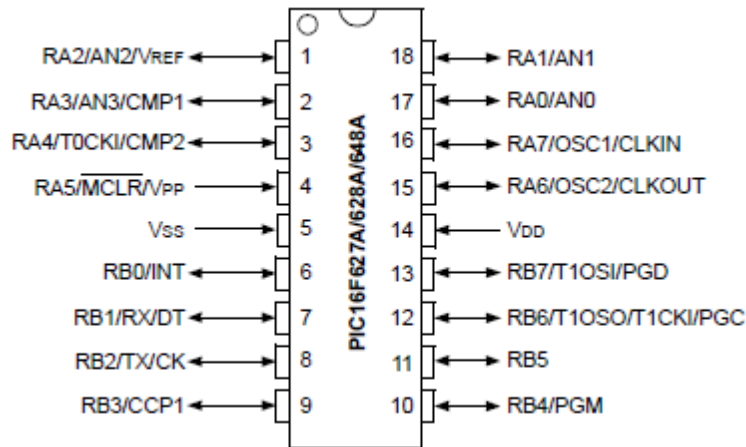 RA2/AN2/VREF 1 18 RA1/AN1
RA3/AN3/CMP1 2 17 RA0/AN0
RA4/T0CKI/CMP2 3 16 RA7/OSC1/CLKIN
RA5/MCLR/VPP 4 15 RA6/OSC2/CLKOUT
VSS 5 14 VDD
RB0/INT 6 13 RB7/T1OSI/PGD
RB1/RX/DT 7 12 RB6/T1OSO/T1CKI/PGC
RB2/TX/CK 8 11 RB5
RB3/CCP1 9 10 RB4/PGM
PIC16F627A/628A/648A